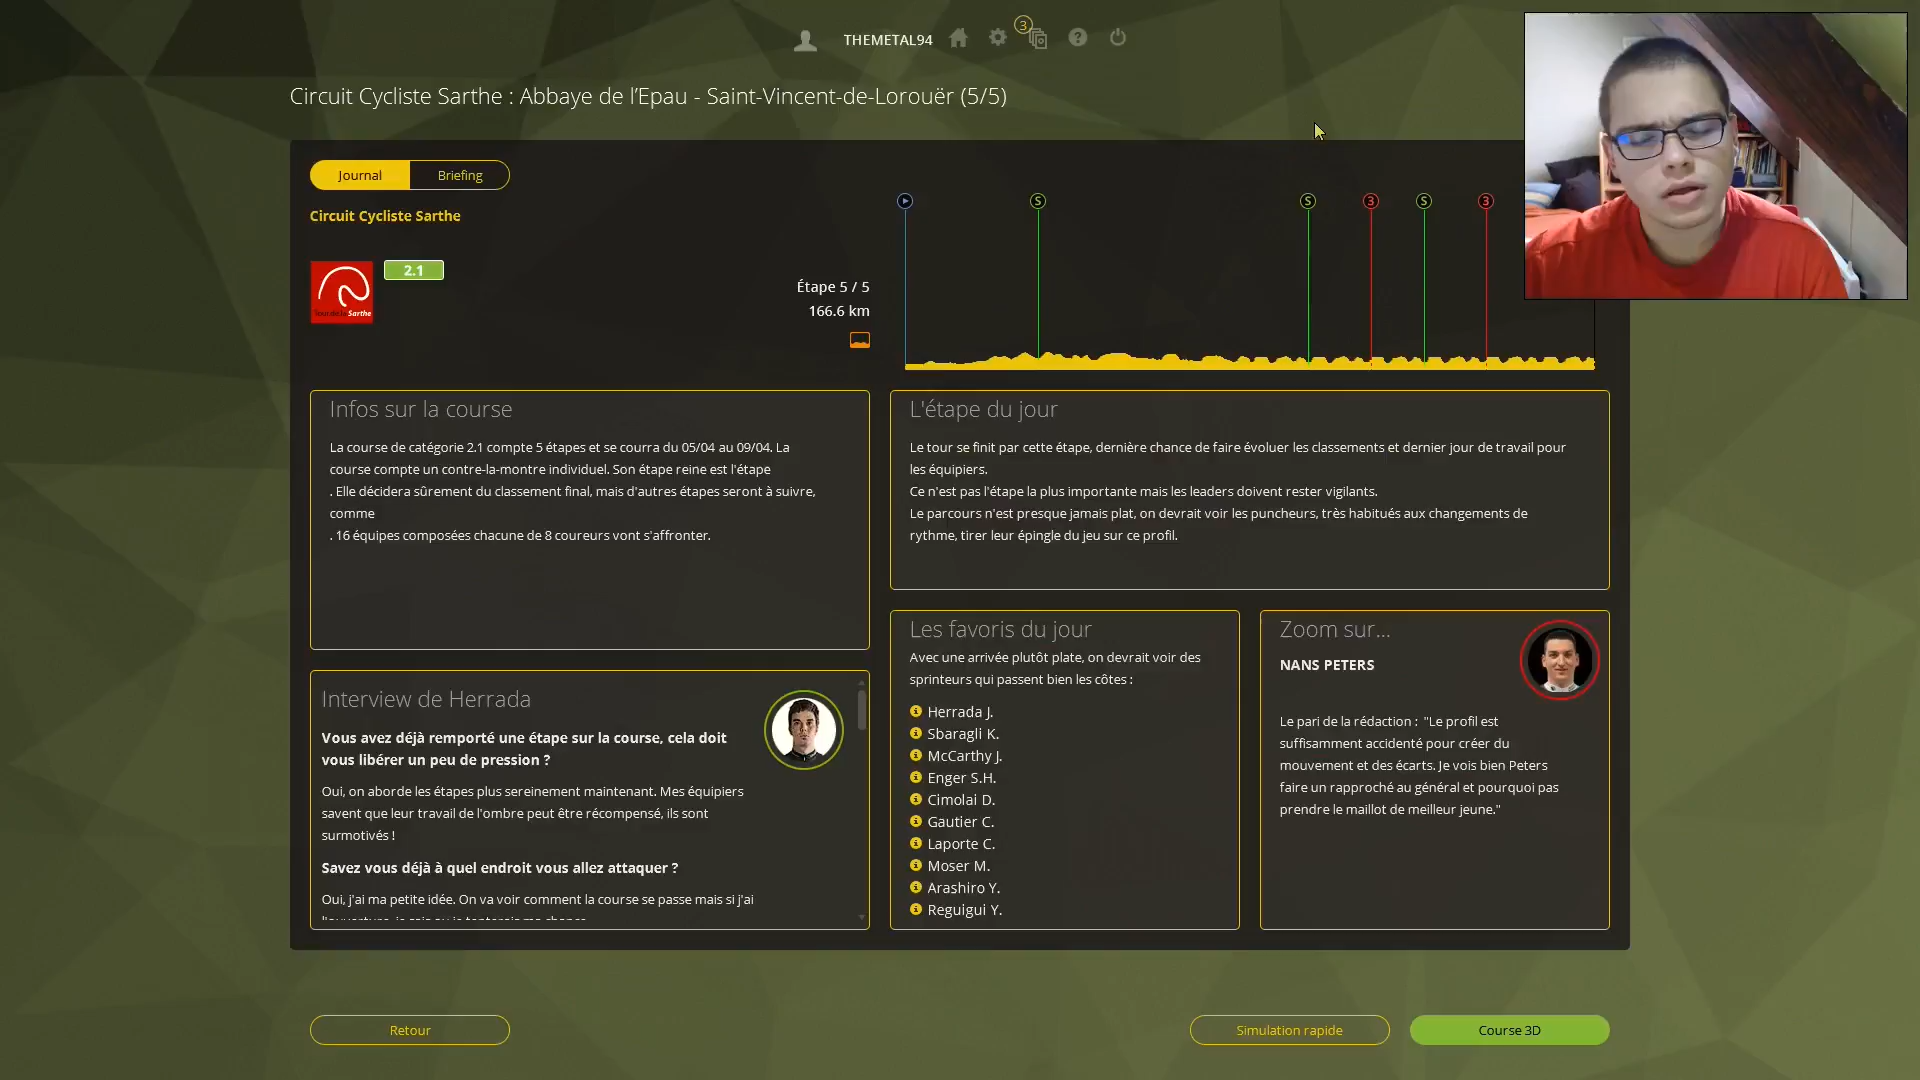 3
THEMETAL94
Circuit Cycliste Sarthe : Abbaye de l'Epau - Saint-Vincent-de-Lorouër (5/5)
Journal
Briefing
Circuit Cycliste Sarthe
2.1
Sarthe
Étape 5 / 5
166.6 km
S
S
3
S
3
Infos sur la course
La course de catégorie 2.1 compte 5 étapes et se courra du 05/04 au 09/04. La
course compte un contre-la-montre individuel. Son étape reine est l'étape
. Elle décidera sûrement du classement final, mais d'autres étapes seront à suivre,
comme
. 16 équipes composées chacune de 8 coureurs vont s'affronter.
L'étape du jour
Le tour se finit par cette étape, dernière chance de faire évoluer les classements et dernier jour de travail pour
les équipiers.
Ce n'est pas l'étape la plus importante mais les leaders doivent rester vigilants.
Le parcours n'est presque jamais plat, on devrait voir les puncheurs, très habitués aux changements de
rythme, tirer leur épingle du jeu sur ce profil.
Interview de Herrada
Vous avez déjà remporté une étape sur la course, cela doit
vous libérer un peu de pression ?
Oui, on aborde les étapes plus sereinement maintenant. Mes équipiers
savent que leur travail de l'ombre peut être récompensé, ils sont
surmotivés !
Savez vous déjà à quel endroit vous allez attaquer ?
Oui, j'ai ma petite idée. On va voir comment la course se passe mais si j'ai
Les favoris du jour
Avec une arrivée plutôt plate, on devrait voir des
sprinteurs qui passent bien les côtes :
Herrada J.
Sbaragli K.
McCarthy J.
Enger S.H.
Cimolai D.
Gautier C.
Laporte C.
Moser M.
Arashiro Y.
Reguigui Y.
Zoom sur...
NANS PETERS
Le pari de la rédaction : "Le profil est
suffisamment accidenté pour créer du
mouvement et des écarts. Je vois bien Peters
faire un rapproché au général et pourquoi pas
prendre le maillot de meilleur jeune."
Retour
Simulation rapide
Course 3D